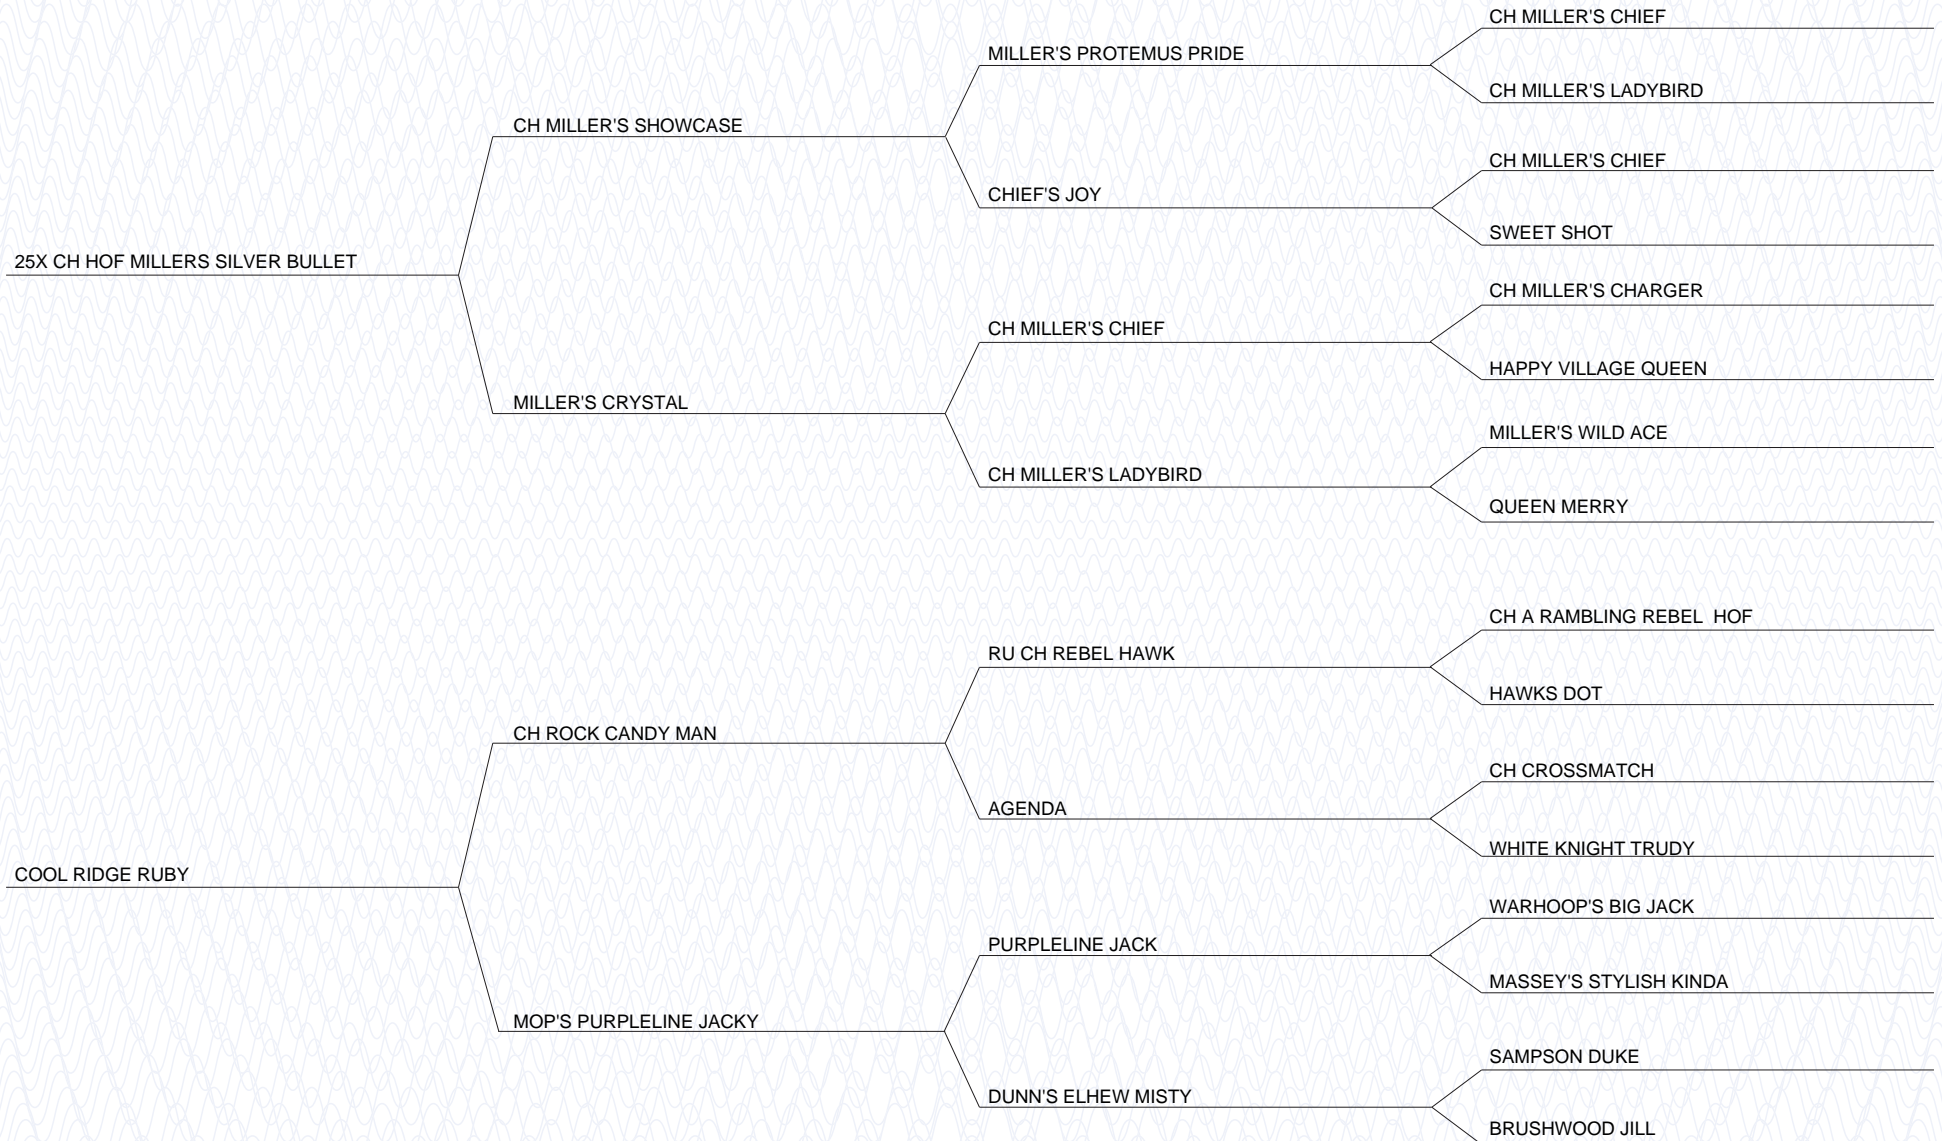 CH MILLER'S CHIEF
MILLER'S PROTEMUS PRIDE
CH MILLER'S LADYBIRD
CH MILLER'S SHOWCASE
CH MILLER'S CHIEF
CHIEF'S JOY
SWEET SHOT
25X CH HOF MILLERS SILVER BULLET
CH MILLER'S CHARGER
CH MILLER'S CHIEF
HAPPY VILLAGE QUEEN
MILLER'S CRYSTAL
MILLER'S WILD ACE
CH MILLER'S LADYBIRD
QUEEN MERRY
CH A RAMBLING REBEL  HOF
RU CH REBEL HAWK
HAWKS DOT
CH ROCK CANDY MAN
CH CROSSMATCH
AGENDA
WHITE KNIGHT TRUDY
COOL RIDGE RUBY
WARHOOP'S BIG JACK
PURPLELINE JACK
MASSEY'S STYLISH KINDA
MOP'S PURPLELINE JACKY
SAMPSON DUKE
DUNN'S ELHEW MISTY
BRUSHWOOD JILL